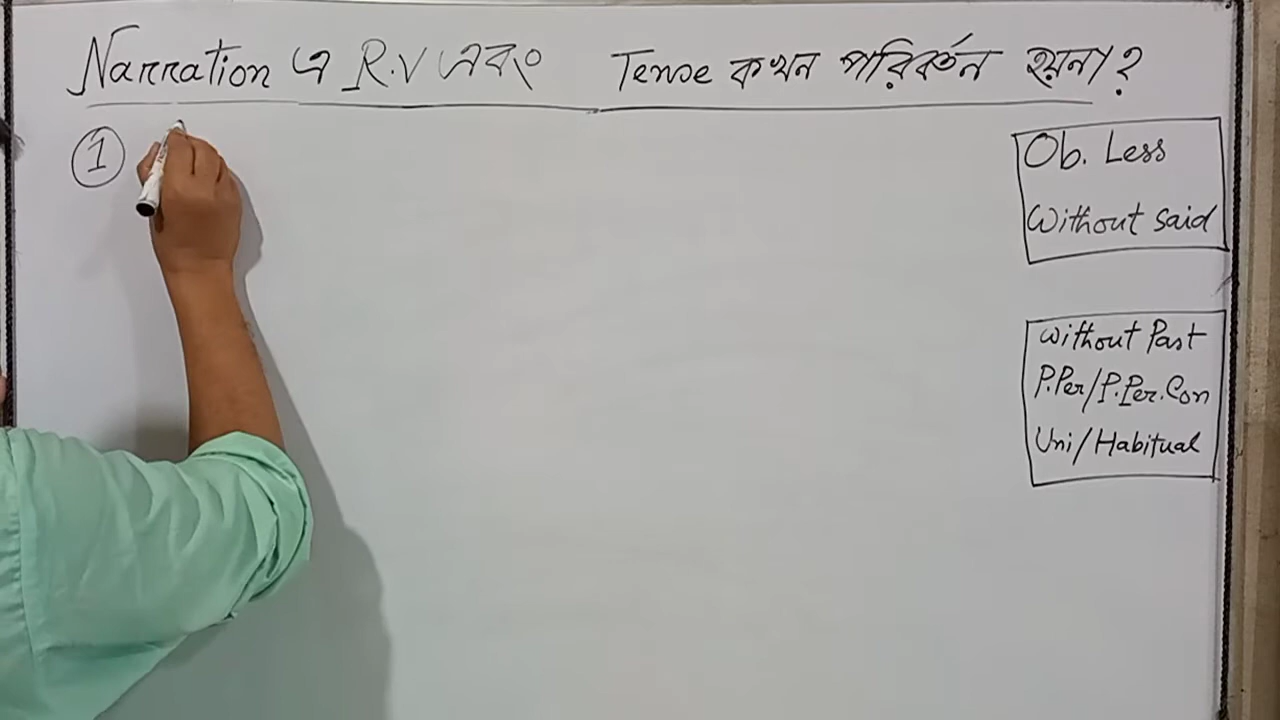 Narration এ R.V এবং Tense কখন পরিবর্তন হয়না?
1
Ob. Less
Without said
Without Past
P.Per/P.Per.Con
Uni/Habitual